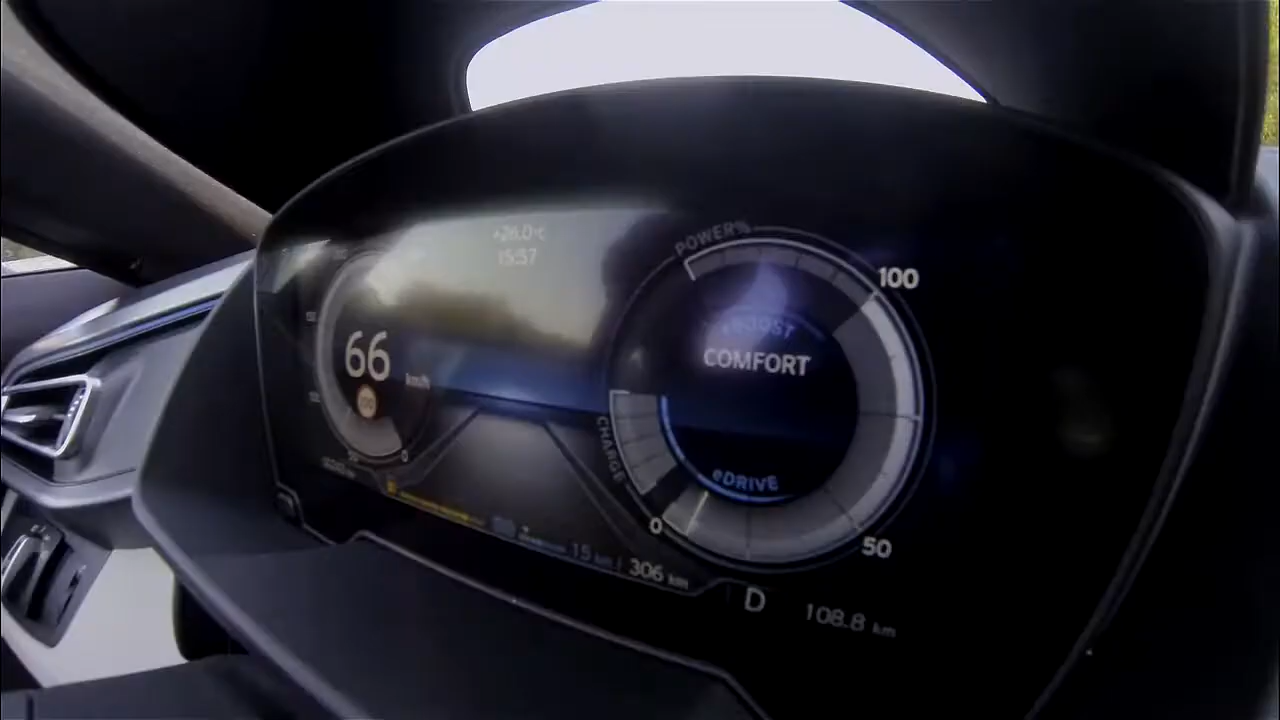 +26.0°c
15:57
66
km/h
0
POWER%
100
COMFORT
CHARGE
eDRIVE
0
50
15 km
306 km
D
108.8 km